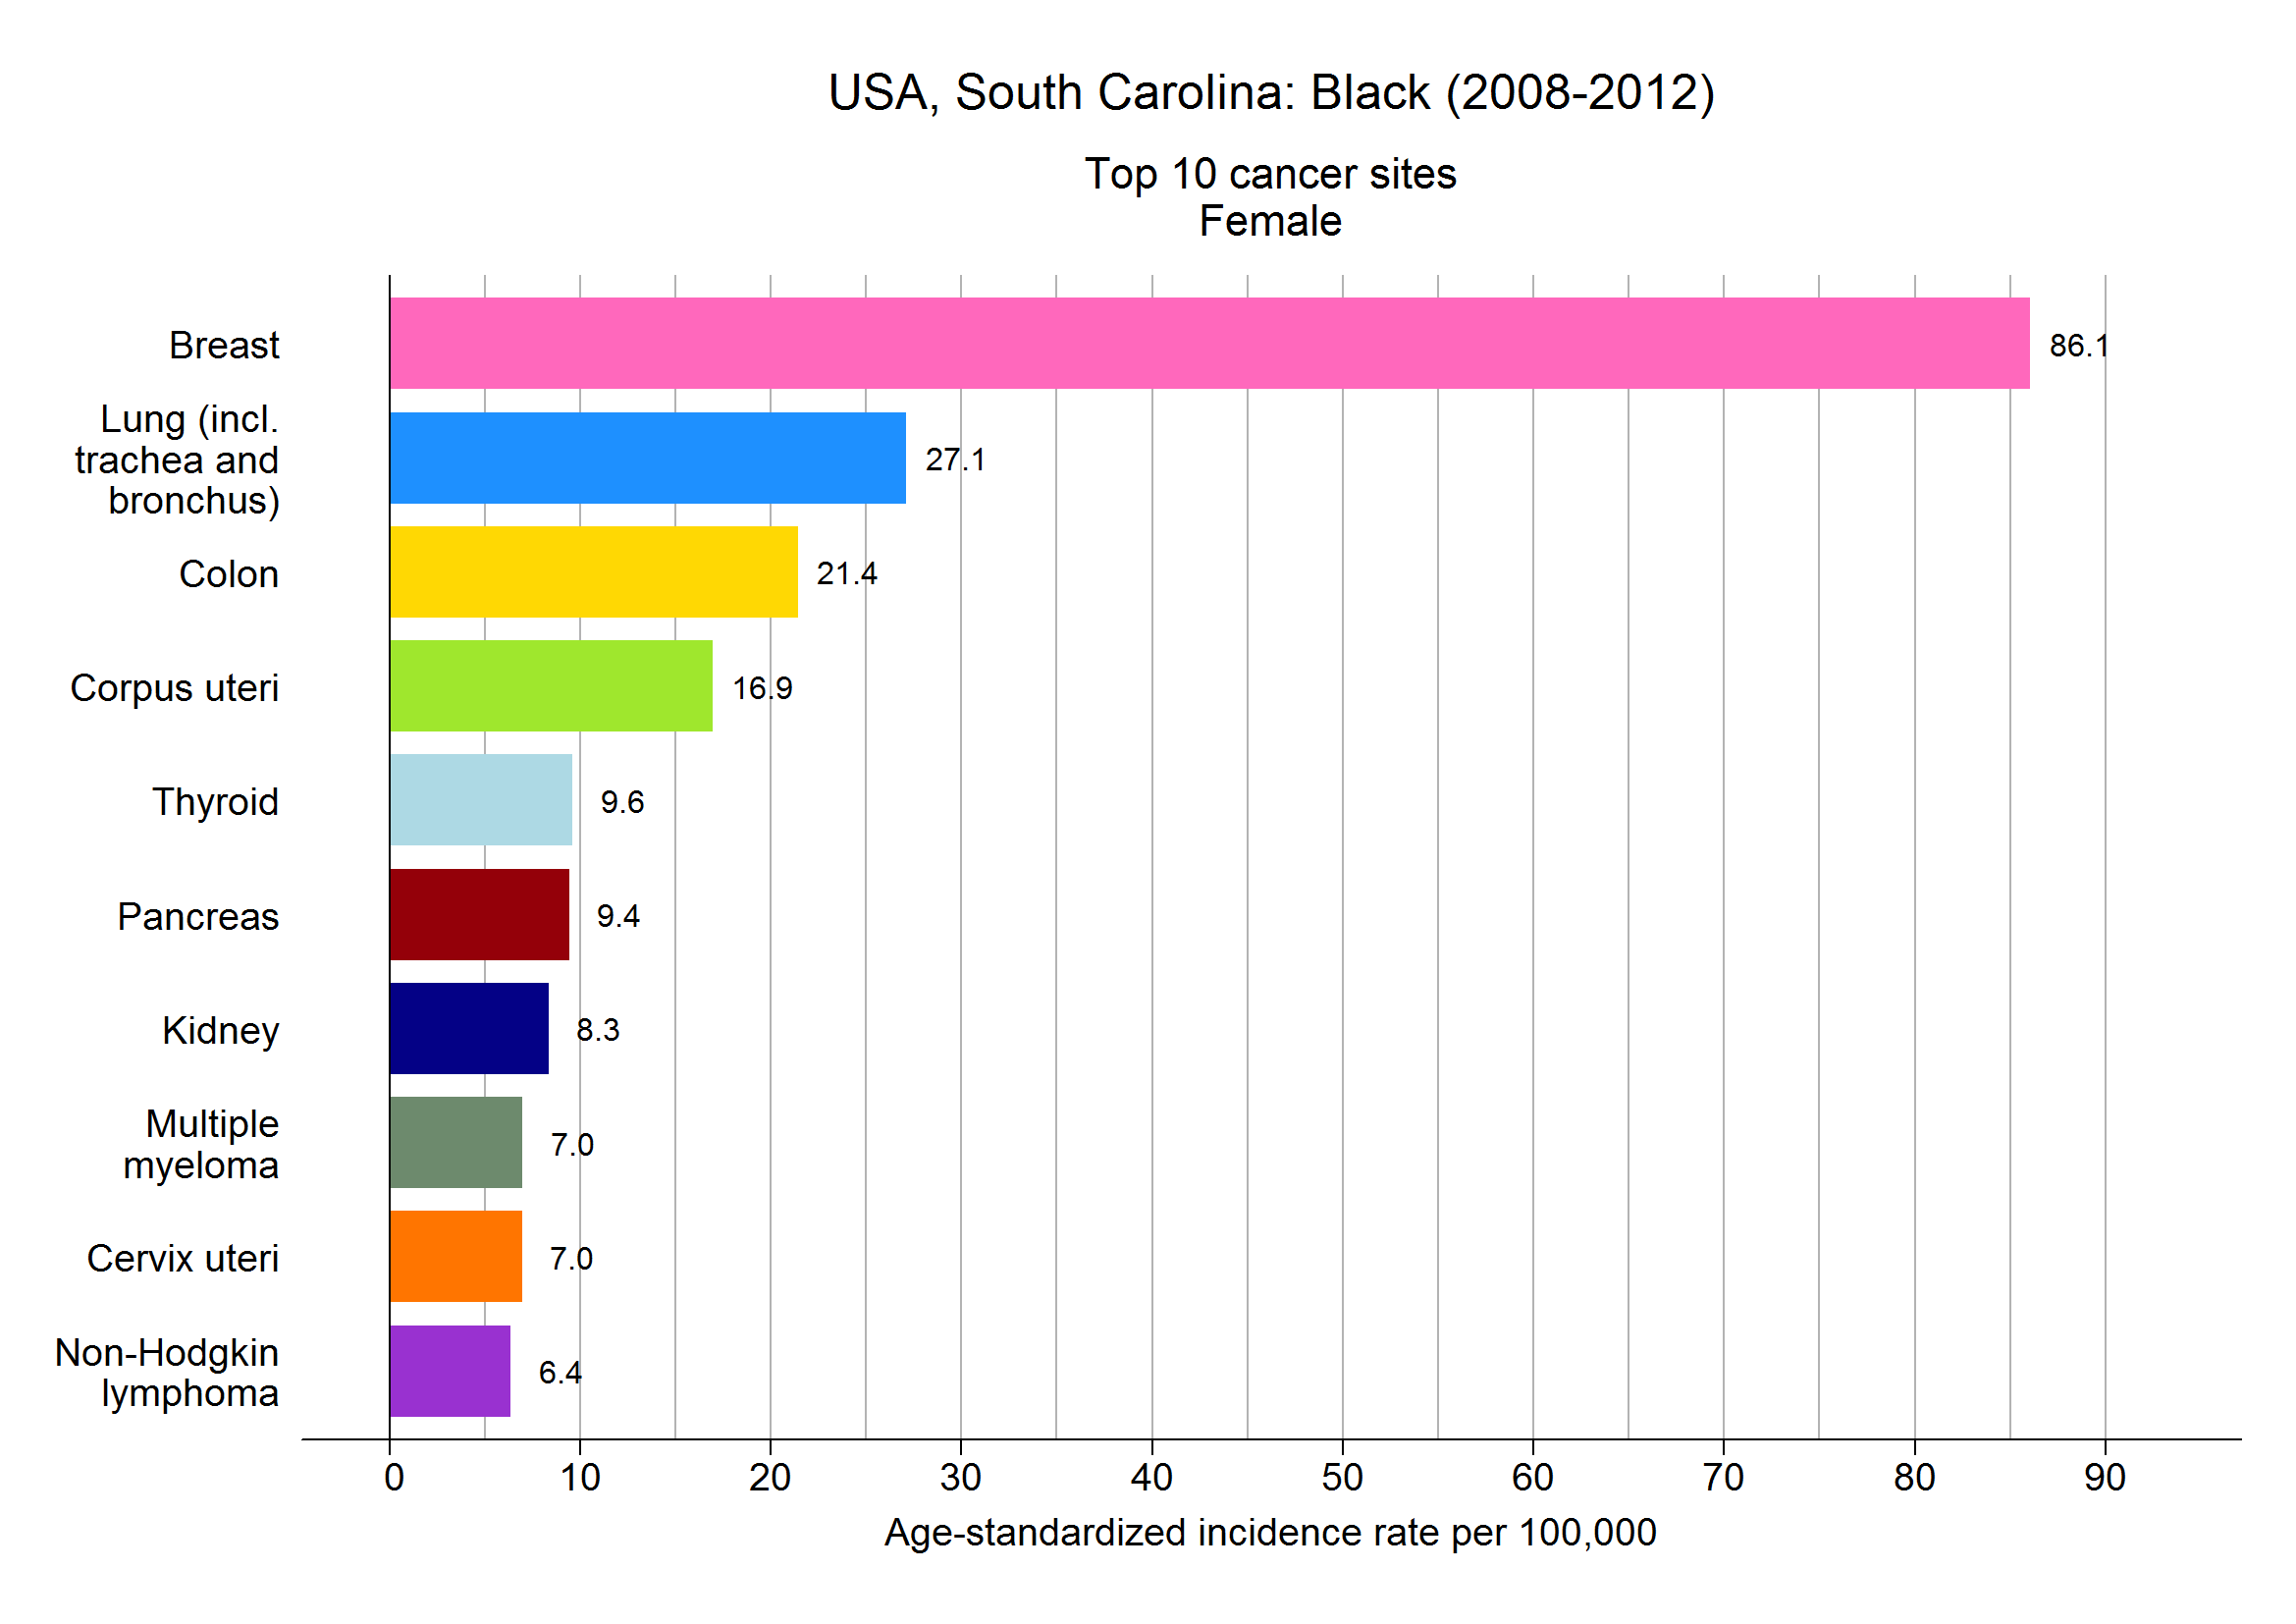 USA, South Carolina: Black (2008-2012)
Top 10 cancer sites
Female
Breast
86.1
Lung (incl.
trachea and
bronchus)
27.1
Colon
21.4
Corpus uteri
16.9
Thyroid
9.6
Pancreas
9.4
Kidney
8.3
Multiple
myeloma
7.0
Cervix uteri
7.0
Non-Hodgkin
lymphoma
6.4
0 10 20 30 40 50 60 70 80 90
Age-standardized incidence rate per 100,000